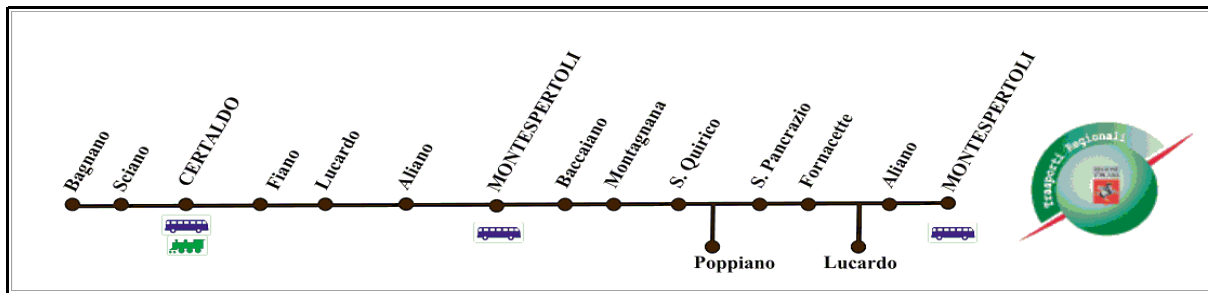 Bagnano
Sciano
CERTALDO
Fiano
Lucardo
Aliano
MONTESPERTOLI
Baccaiano
Montagnana
S. Quirico
S. Pancrazio
Fornacette
Aliano
MONTESPERTOLI
Poppiano
Lucardo
Trasporti Regionali